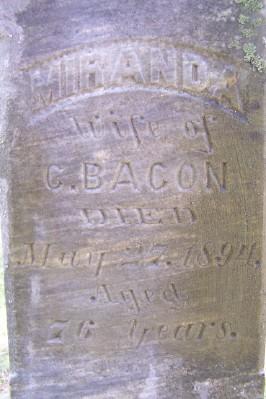 MIRANDA
Wife of
C. BACON
DIED
May 27, 1894,
Aged
76 Years.